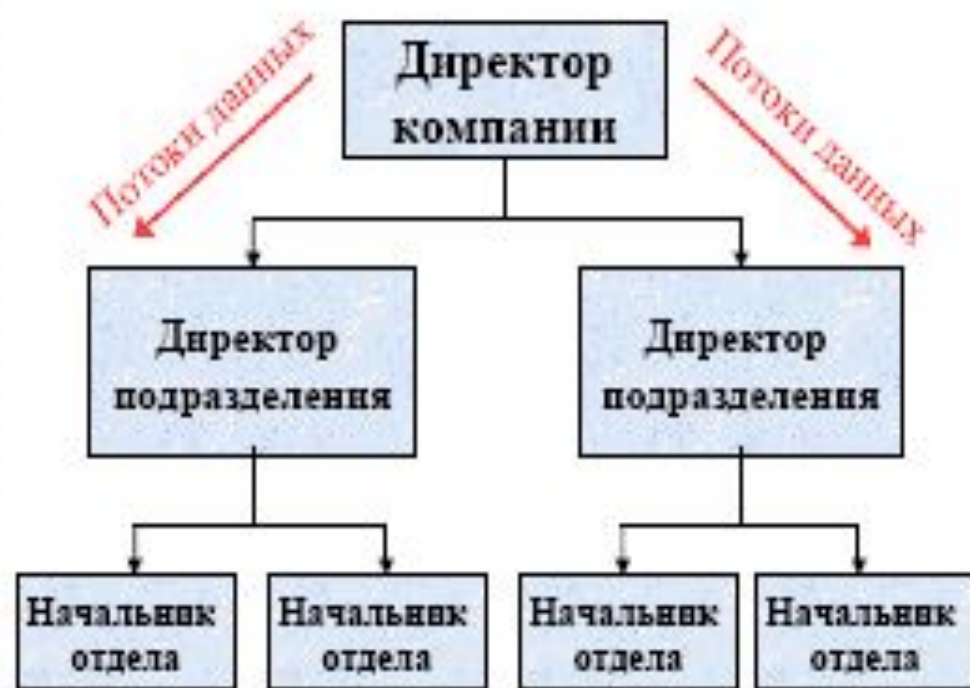 Директор
компании
Потоки данных
Потоки данных
Директор
подразделения
Директор
подразделения
Начальник
отдела
Начальник
отдела
Начальник
отдела
Начальник
отдела